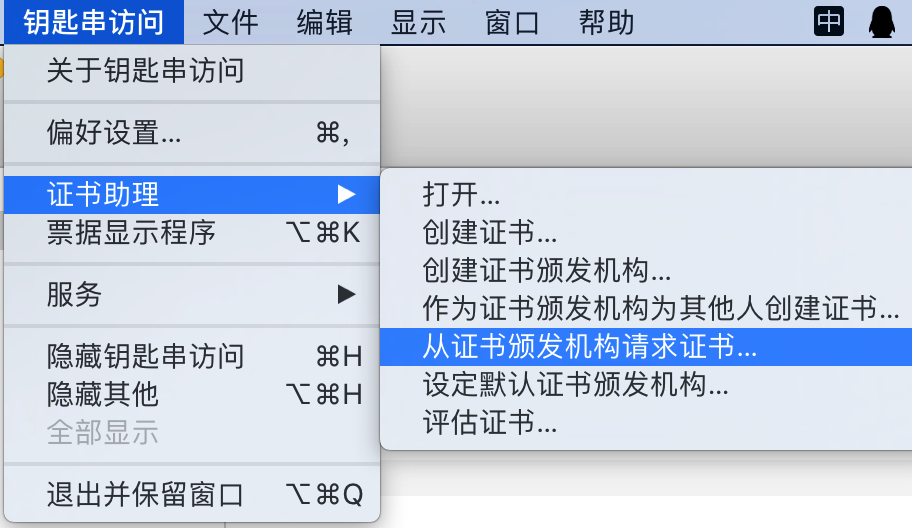 钥匙串访问 文件 编辑 显示 窗口 帮助 中
关于钥匙串访问
偏好设置... ⌘,
证书助理 ▶
票据显示程序 ⌥⌘K
服务 ▶
隐藏钥匙串访问 ⌘H
隐藏其他 ⌥⌘H
全部显示
退出并保留窗口 ⌥⌘Q
打开...
创建证书...
创建证书颁发机构...
作为证书颁发机构为其他人创建证书...
从证书颁发机构请求证书...
设定默认证书颁发机构...
评估证书...